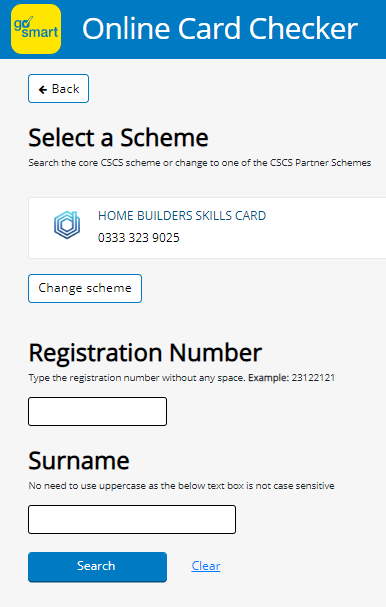 go smart
Online Card Checker
← Back
Select a Scheme
Search the core CSCS scheme or change to one of the CSCS Partner Schemes
HOME BUILDERS SKILLS CARD
0333 323 9025
Change scheme
Registration Number
Type the registration number without any space. Example: 23122121
Surname
No need to use uppercase as the below text box is not case sensitive
Search Clear